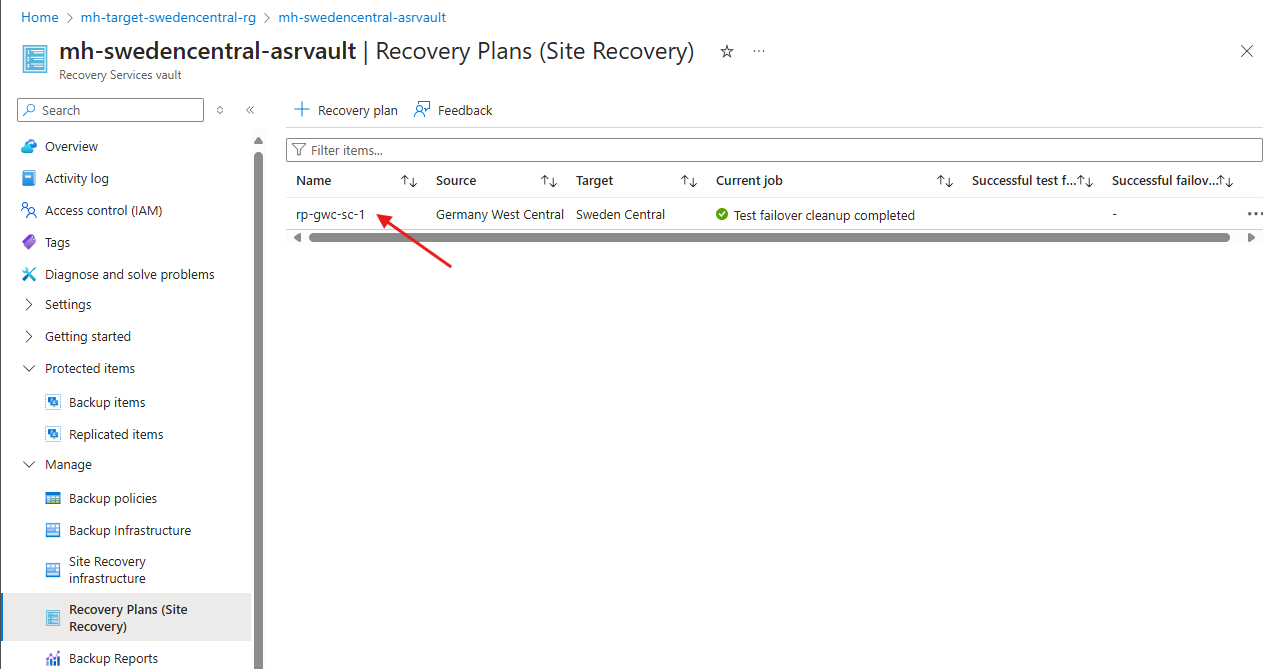 Home > mh-target-swedencentral-rg > mh-swedencentral-asrvault
mh-swedencentral-asrvault | Recovery Plans (Site Recovery)
Recovery Services vault
Search
Overview
Activity log
Access control (IAM)
Tags
Diagnose and solve problems
Settings
Getting started
Protected items
Backup items
Replicated items
Manage
Backup policies
Backup Infrastructure
Site Recovery
infrastructure
Recovery Plans (Site
Recovery)
Backup Reports
Recovery plan Feedback
Filter items...
Name Source Target Current job Successful test f... Successful failov...
rp-gwc-sc-1 Germany West Central Sweden Central Test failover cleanup completed -